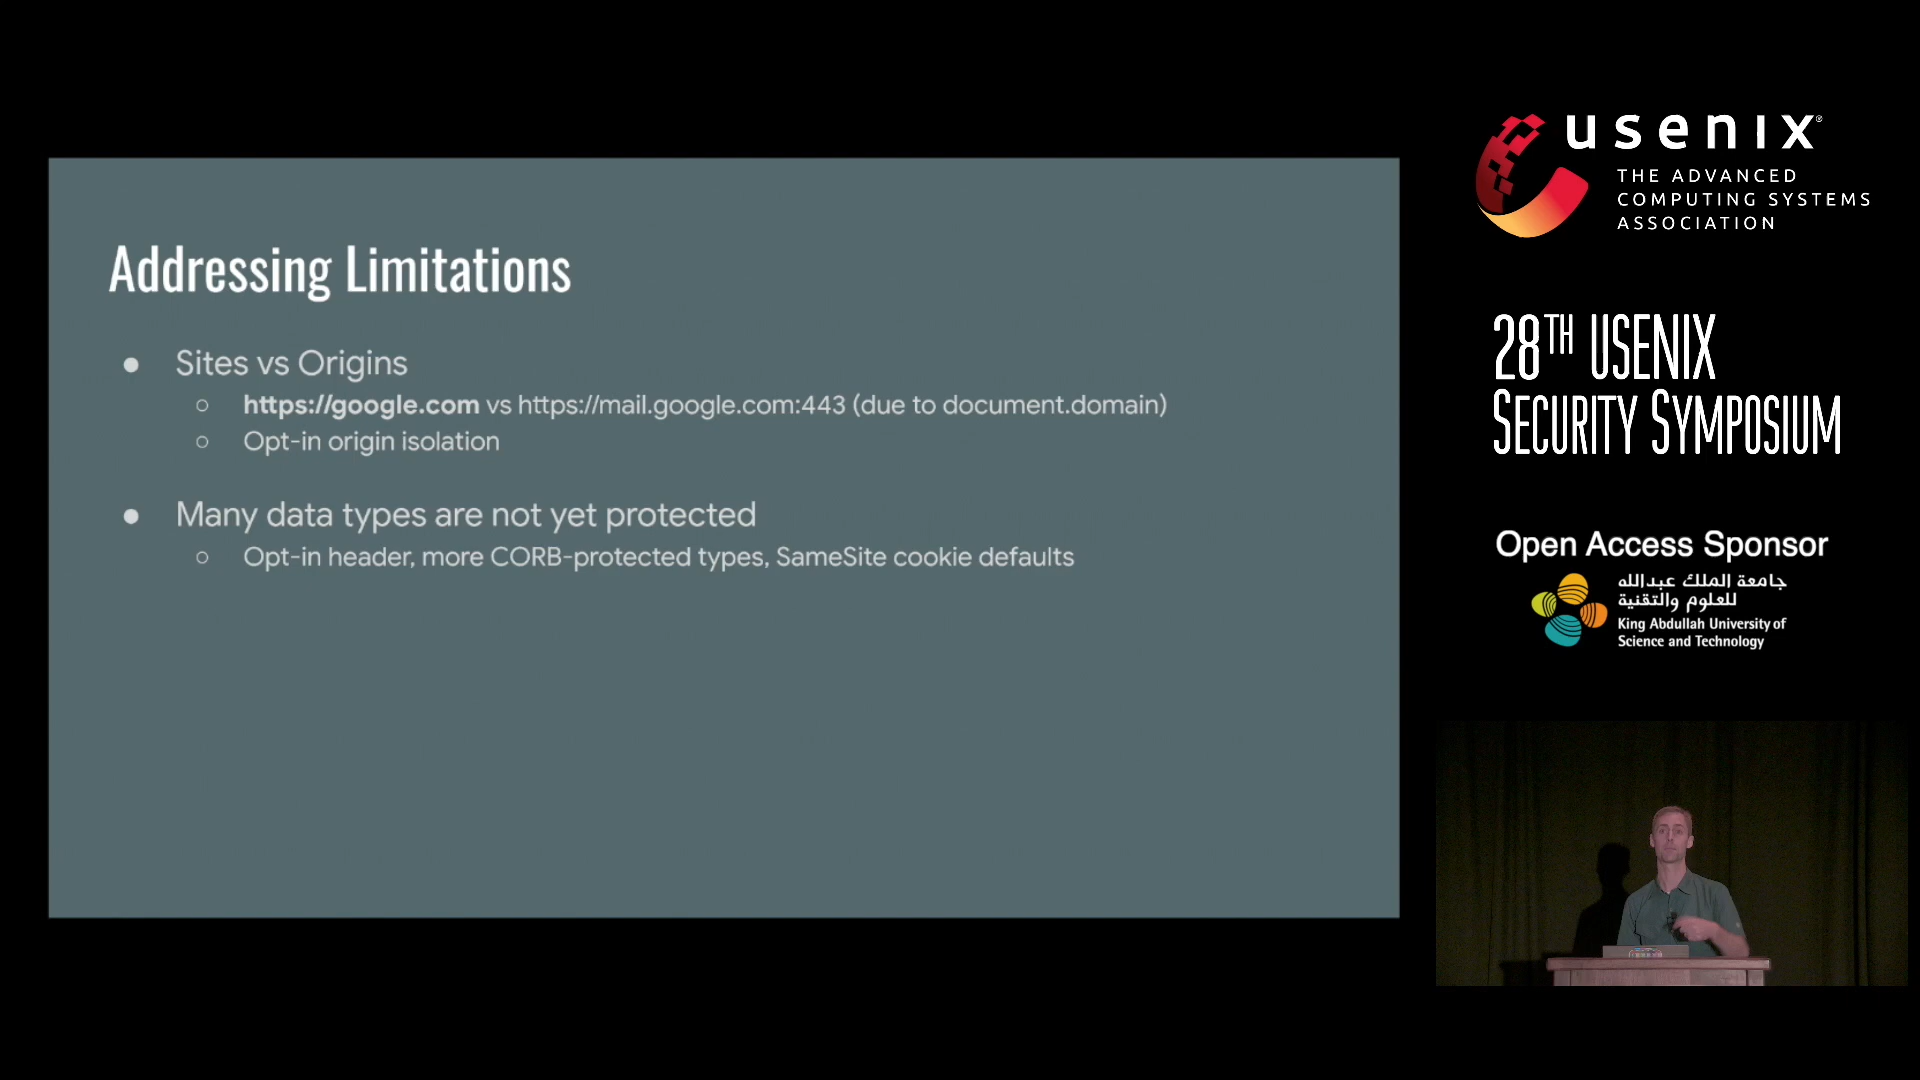 Addressing Limitations
● Sites vs Origins
○ https://google.com vs https://mail.google.com:443 (due to document.domain)
○ Opt-in origin isolation
● Many data types are not yet protected
○ Opt-in header, more CORB-protected types, SameSite cookie defaults
usenix®
THE ADVANCED
COMPUTING SYSTEMS
ASSOCIATION
28TH USENIX
SECURITY SYMPOSIUM
Open Access Sponsor
جامعة الملك عبدالله
للعلوم والتقنية
King Abdullah University of
Science and Technology